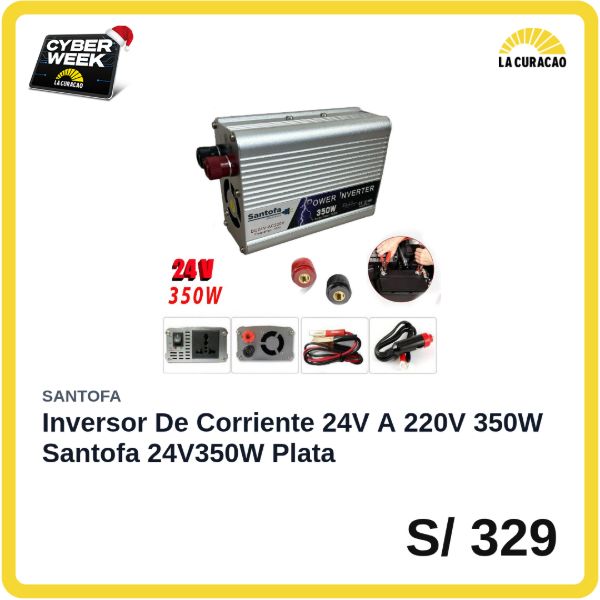 CYBER
WEEK
LA CURACAO
LA CURACAO
POWER INVERTER
350W
Santofa
24V
350W
SANTOFA
Inversor De Corriente 24V A 220V 350W
Santofa 24V350W Plata
S/ 329